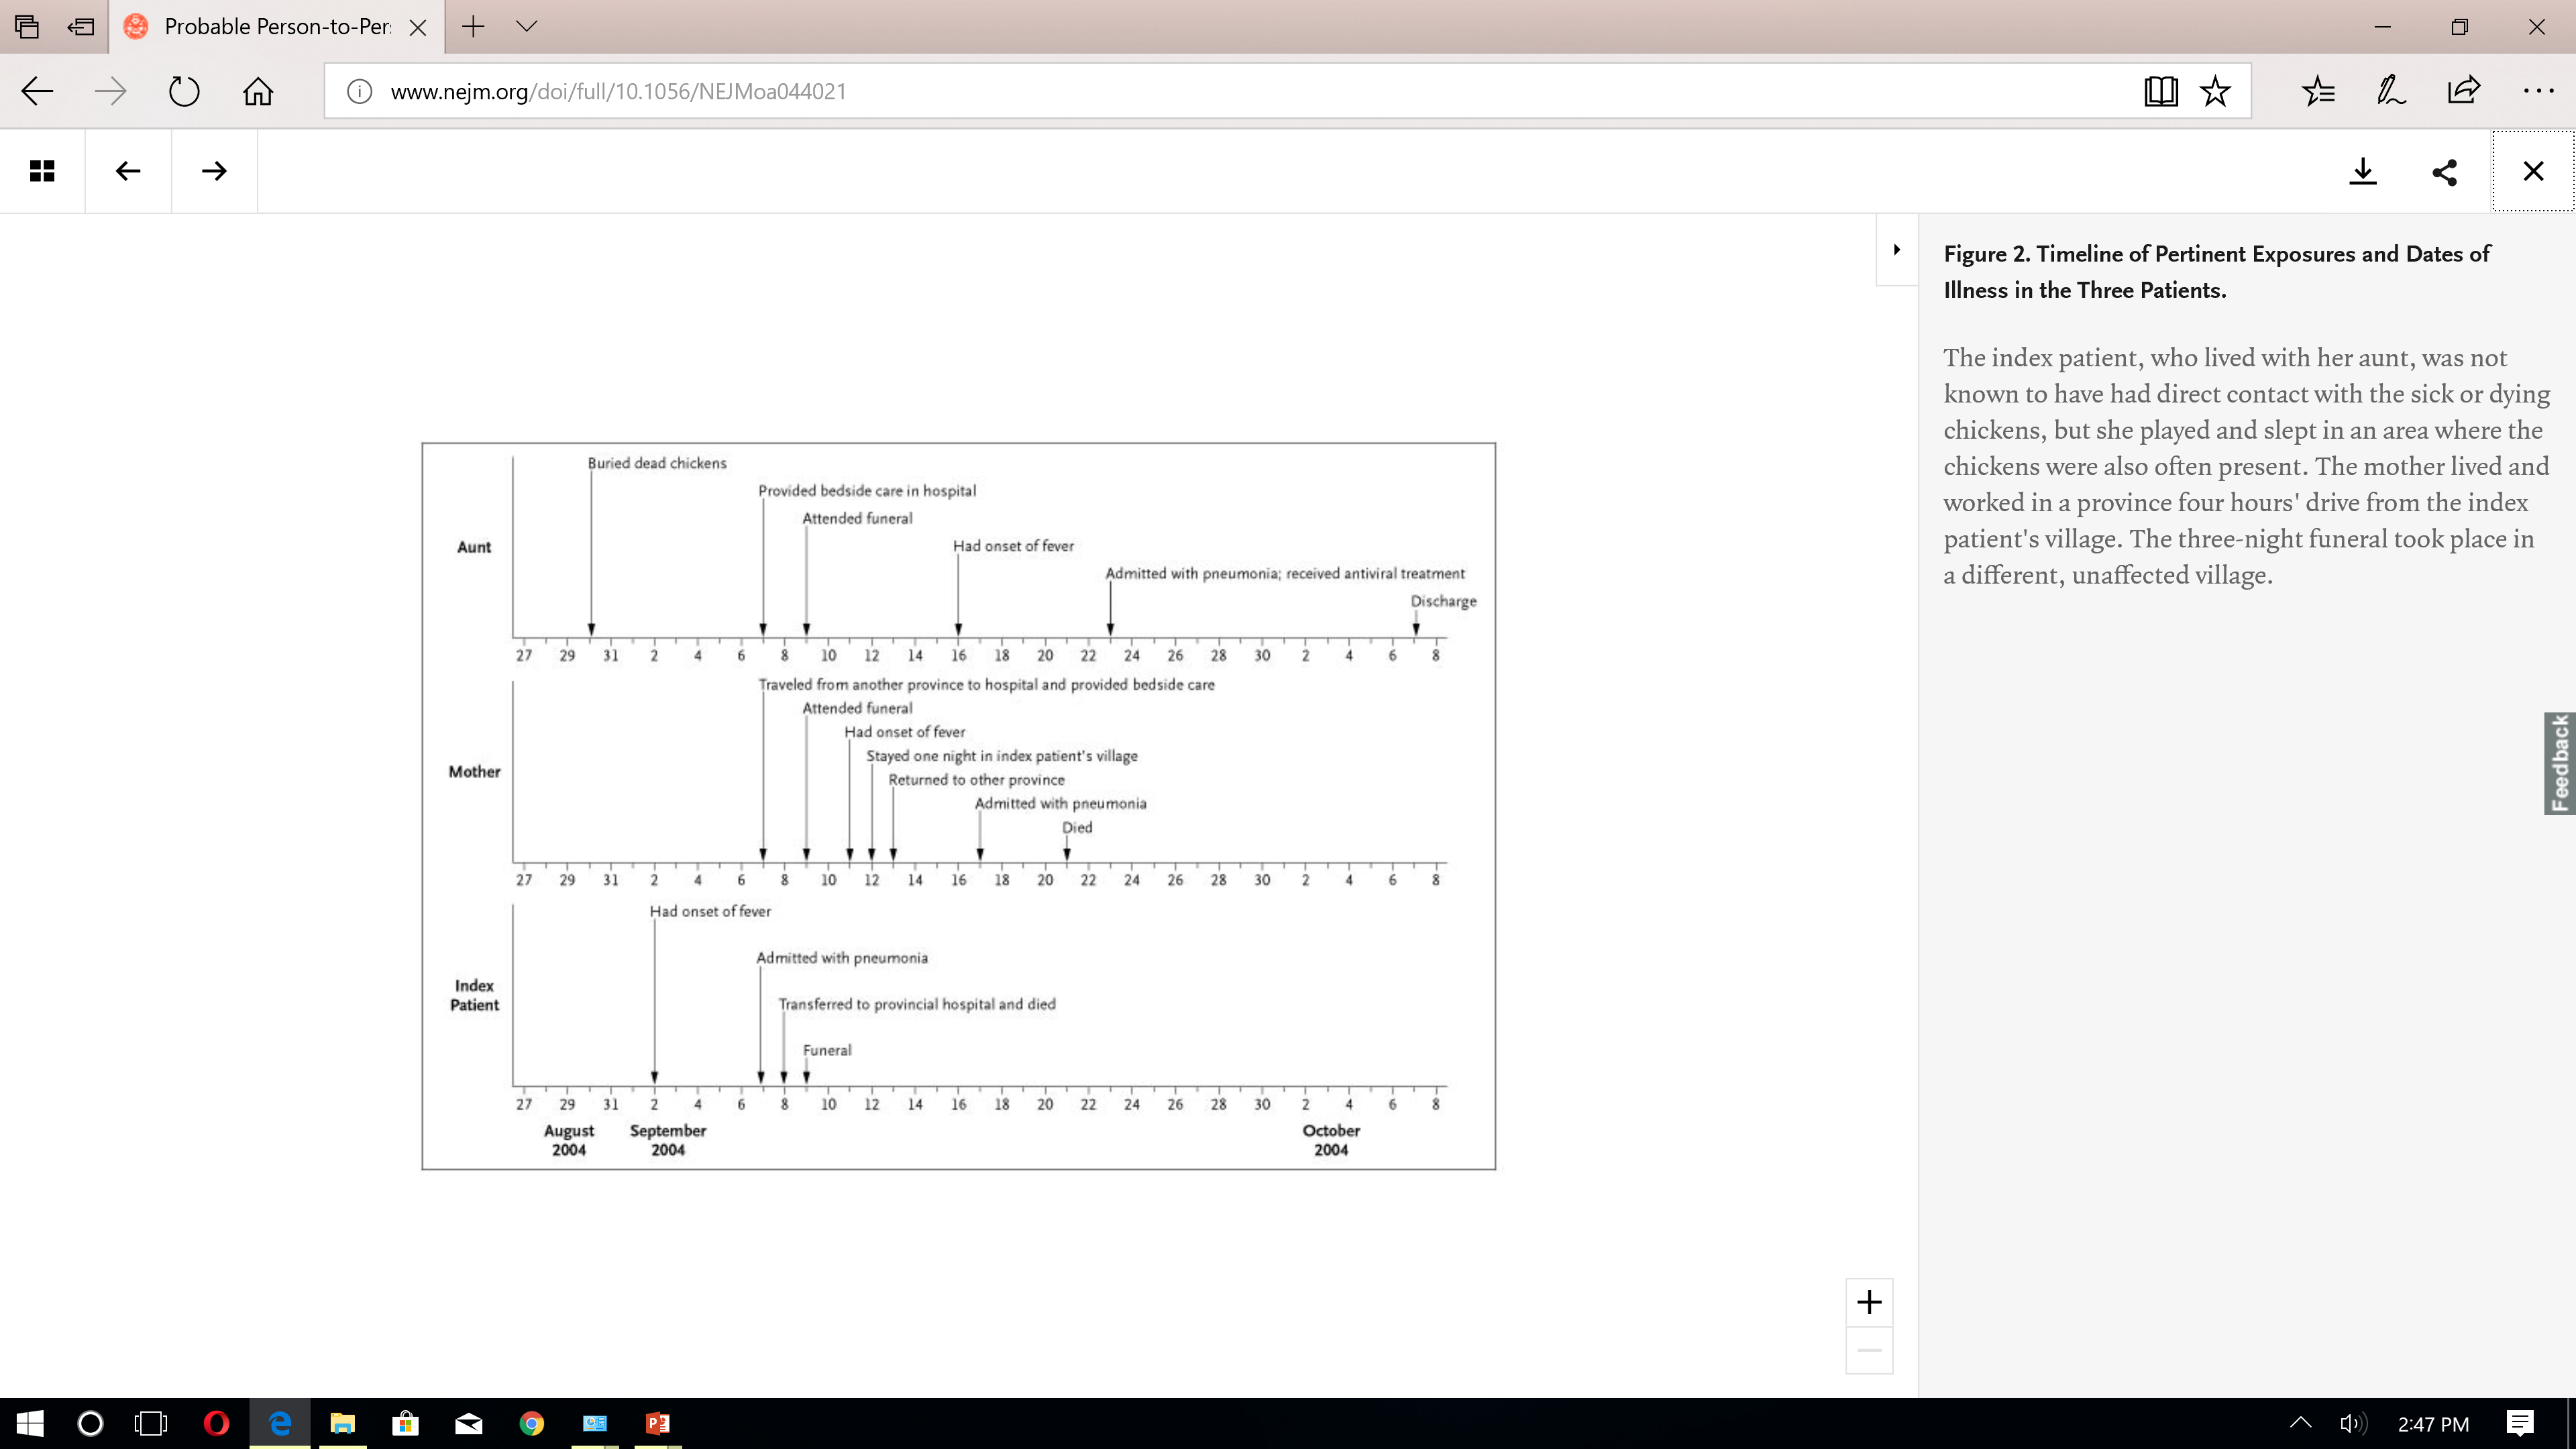 Probable Person-to-Per
www.nejm.org/doi/full/10.1056/NEJMoa044021
Figure 2. Timeline of Pertinent Exposures and Dates of
Illness in the Three Patients.
The index patient, who lived with her aunt, was not
known to have had direct contact with the sick or dying
chickens, but she played and slept in an area where the
chickens were also often present. The mother lived and
worked in a province four hours' drive from the index
patient's village. The three-night funeral took place in
a different, unaffected village.
Buried dead chickens
Provided bedside care in hospital
Attended funeral
Aunt
Had onset of fever
Admitted with pneumonia; received antiviral treatment
Discharge
27 29 31 2 4 6 8 10 12 14 16 18 20 22 24 26 28 30 2 4 6 8
Traveled from another province to hospital and provided bedside care
Attended funeral
Had onset of fever
Stayed one night in index patient's village
Mother
Returned to other province
Admitted with pneumonia
Died
27 29 31 2 4 6 8 10 12 14 16 18 20 22 24 26 28 30 2 4 6 8
Had onset of fever
Admitted with pneumonia
Index
Patient
Transferred to provincial hospital and died
Funeral
27 29 31 2 4 6 8 10 12 14 16 18 20 22 24 26 28 30 2 4 6 8
August September October
2004 2004 2004
Feedback
2:47 PM